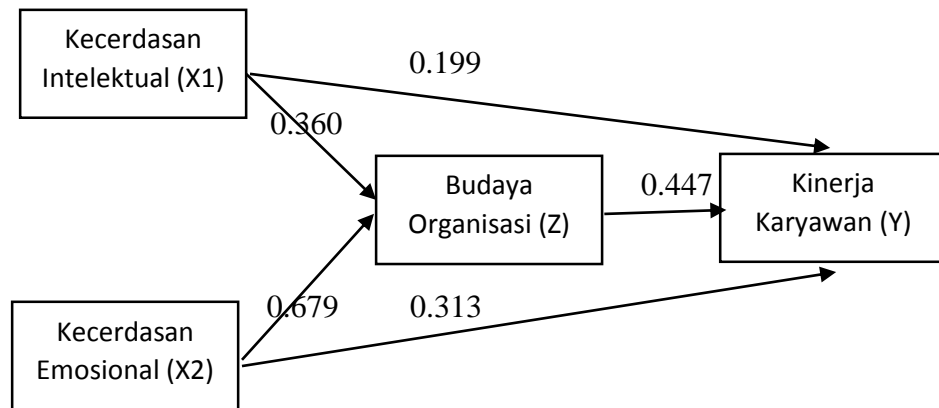 Kecerdasan
Intelektual (X1)
0.199
0.360
Budaya
Organisasi (Z)
0.447
Kinerja
Karyawan (Y)
0.679
0.313
Kecerdasan
Emosional (X2)